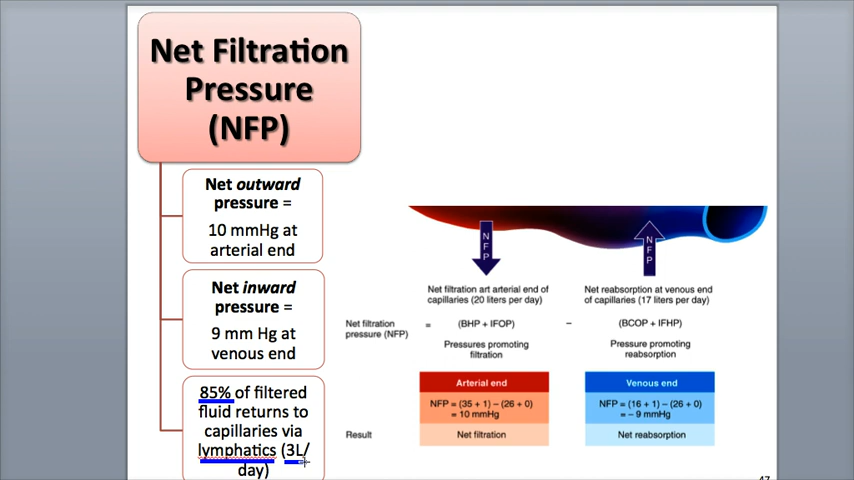 Net Filtration
Pressure
(NFP)
Net outward
pressure =
10 mmHg at
arterial end
Net inward
pressure =
9 mm Hg at
venous end
85% of filtered
fluid returns to
capillaries via
lymphatics (3L/
day)
N
F
P
N
F
P
Net filtration art arterial end of
capillaries (20 liters per day)
Net reabsorption at venous end
of capillaries (17 liters per day)
Net filtration
pressure (NFP)
=
(BHP + IFOP)
–
(BCOP + IFHP)
Pressures promoting
filtration
Pressure promoting
reabsorption
Arterial end
NFP = (35 + 1) – (26 + 0)
= 10 mmHg
Net filtration
Venous end
NFP = (16 + 1) – (26 + 0)
= – 9 mmHg
Net reabsorption
Result